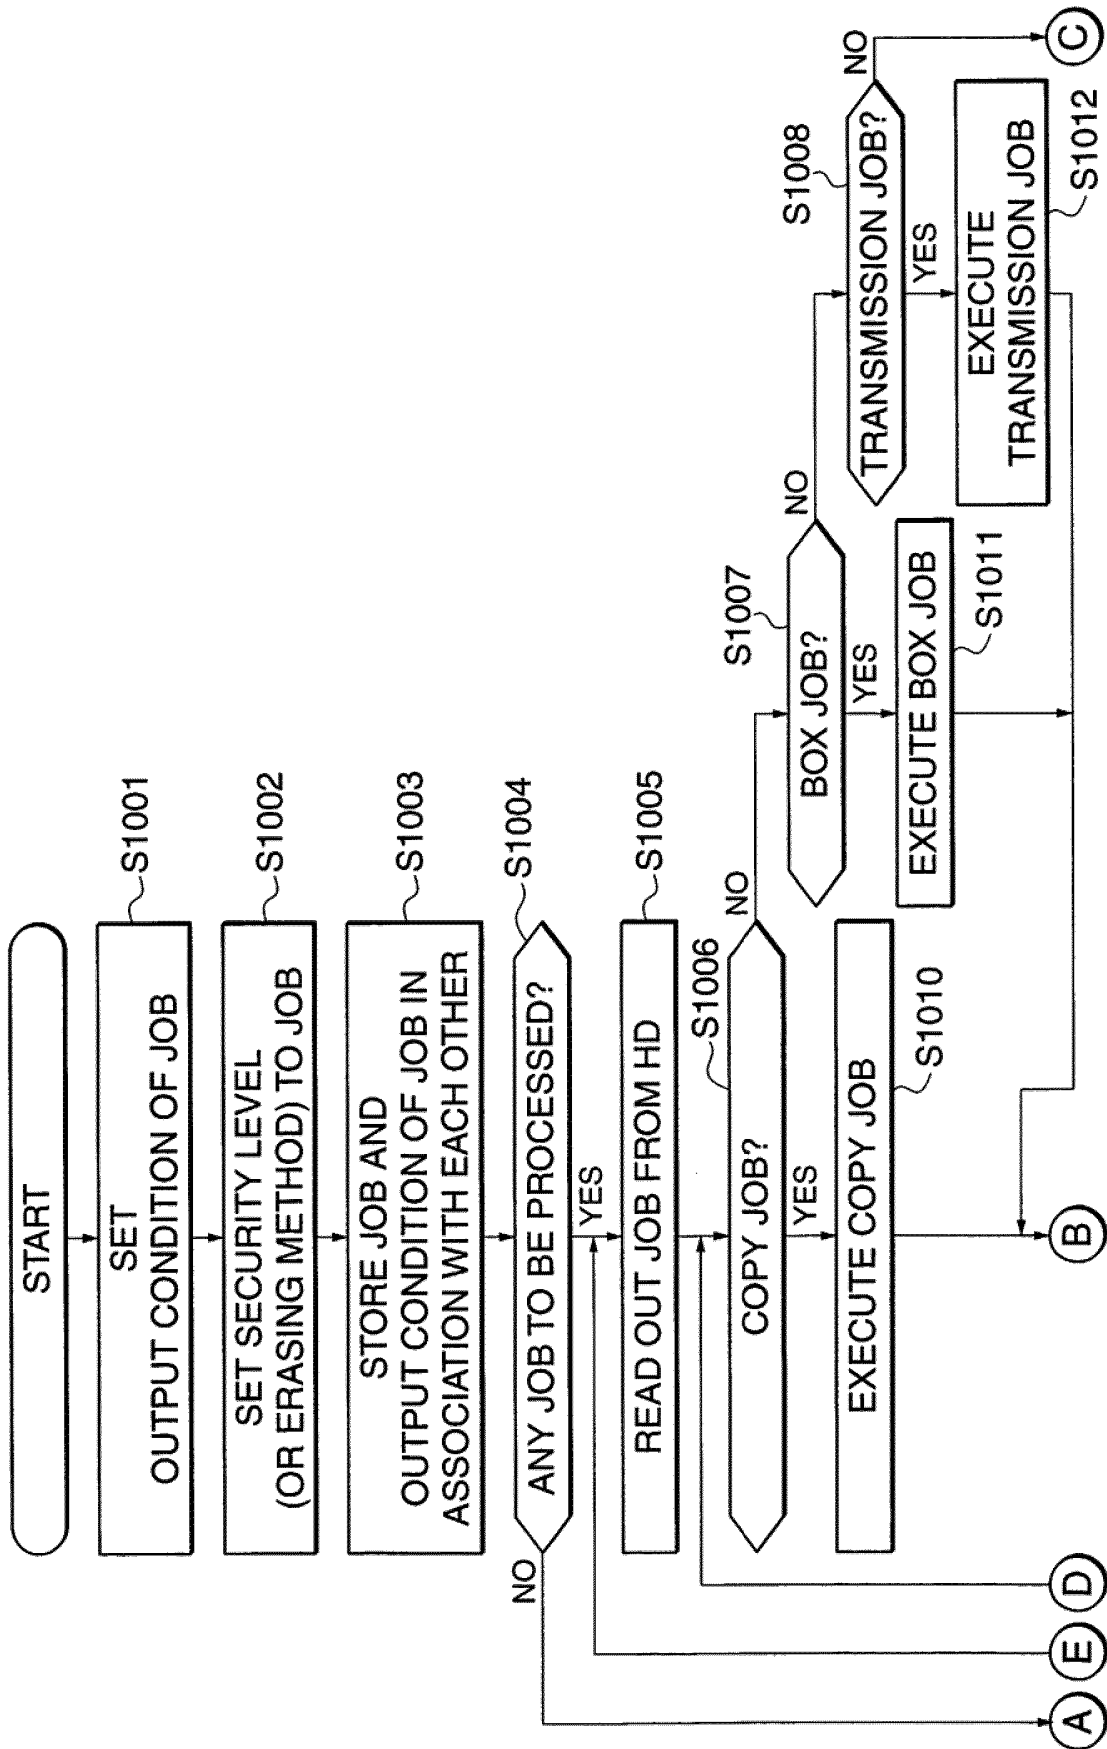 START
SET
OUTPUT CONDITION OF JOB
S1001
SET SECURITY LEVEL
(OR ERASING METHOD) TO JOB
S1002
STORE JOB AND
OUTPUT CONDITION OF JOB IN
ASSOCIATION WITH EACH OTHER
S1003
ANY JOB TO BE PROCESSED?
S1004
NO
YES
READ OUT JOB FROM HD
S1005
COPY JOB?
S1006
NO
YES
EXECUTE COPY JOB
S1010
BOX JOB?
S1007
NO
YES
EXECUTE BOX JOB
S1011
TRANSMISSION JOB?
S1008
NO
YES
EXECUTE
TRANSMISSION JOB
S1012
A
E
D
B
C